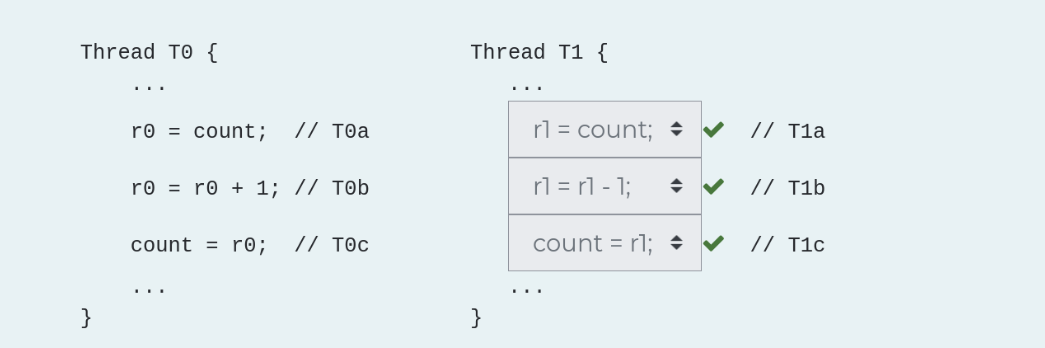 Thread T0 {
...
r0 = count; // T0a
r0 = r0 + 1; // T0b
count = r0; // T0c
...
}
Thread T1 {
...
r1 = count; // T1a
r1 = r1 - 1; // T1b
count = r1; // T1c
...
}